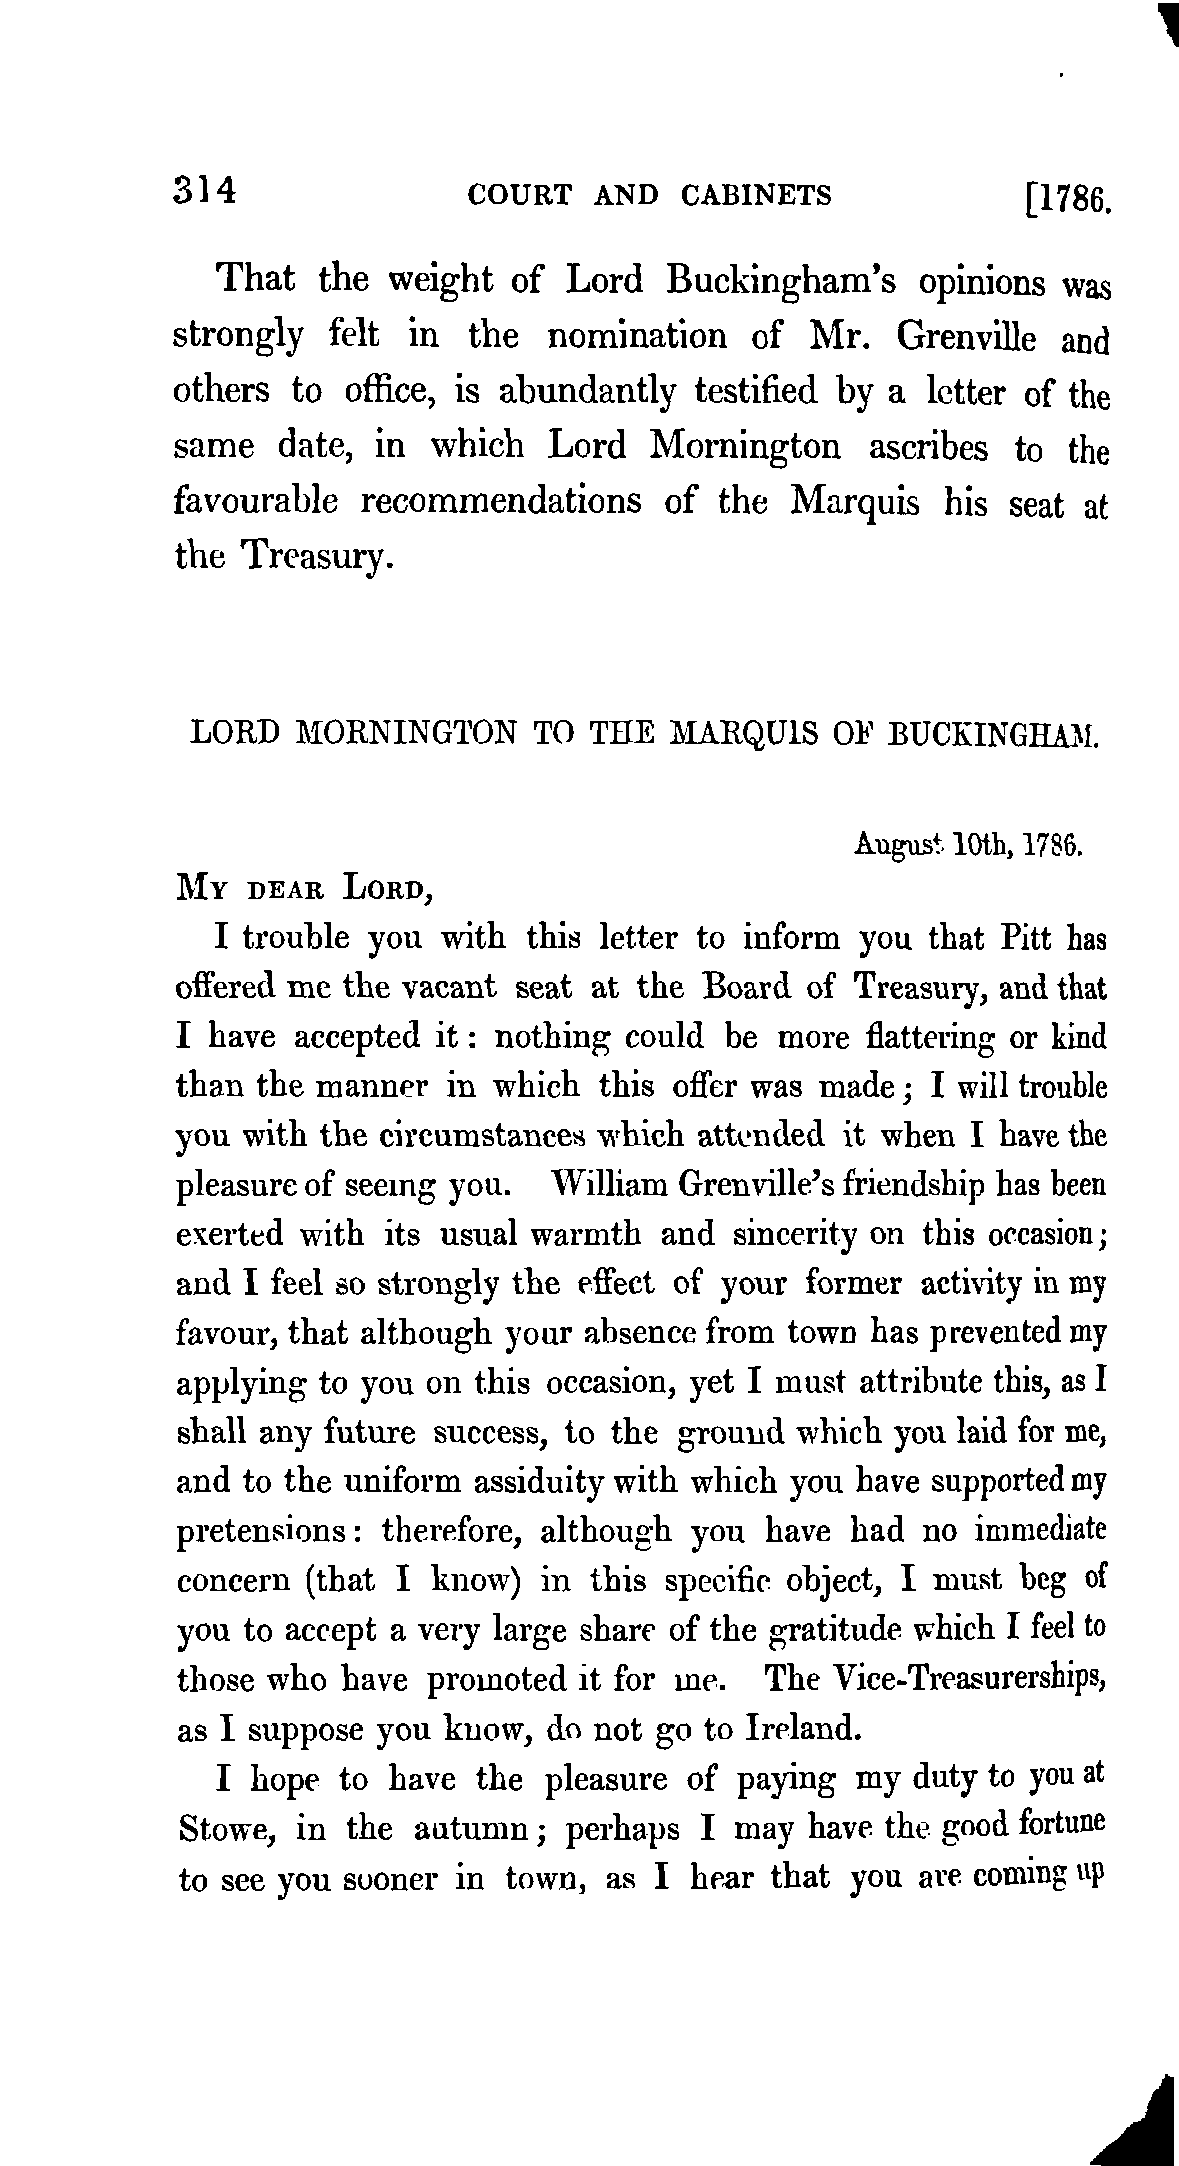 314 COURT AND CABINETS [1786.
That the weight of Lord Buckingham's opinions was
strongly felt in the nomination of Mr. Grenville and
others to office, is abundantly testified by a letter of the
same date, in which Lord Mornington ascribes to the
favourable recommendations of the Marquis his seat at
the Treasury.
LORD MORNINGTON TO THE MARQUIS OF BUCKINGHAM.
August 10th, 1786.
MY DEAR LORD,
I trouble you with this letter to inform you that Pitt has
offered me the vacant seat at the Board of Treasury, and that
I have accepted it : nothing could be more flattering or kind
than the manner in which this offer was made ; I will trouble
you with the circumstances which attended it when I have the
pleasure of seeing you. William Grenville's friendship has been
exerted with its usual warmth and sincerity on this occasion ;
and I feel so strongly the effect of your former activity in my
favour, that although your absence from town has prevented my
applying to you on this occasion, yet I must attribute this, as I
shall any future success, to the ground which you laid for me,
and to the uniform assiduity with which you have supported my
pretensions : therefore, although you have had no immediate
concern (that I know) in this specific object, I must beg of
you to accept a very large share of the gratitude which I feel to
those who have promoted it for me. The Vice-Treasurerships,
as I suppose you know, do not go to Ireland.
I hope to have the pleasure of paying my duty to you at
Stowe, in the autumn ; perhaps I may have the good fortune
to see you sooner in town, as I hear that you are coming up